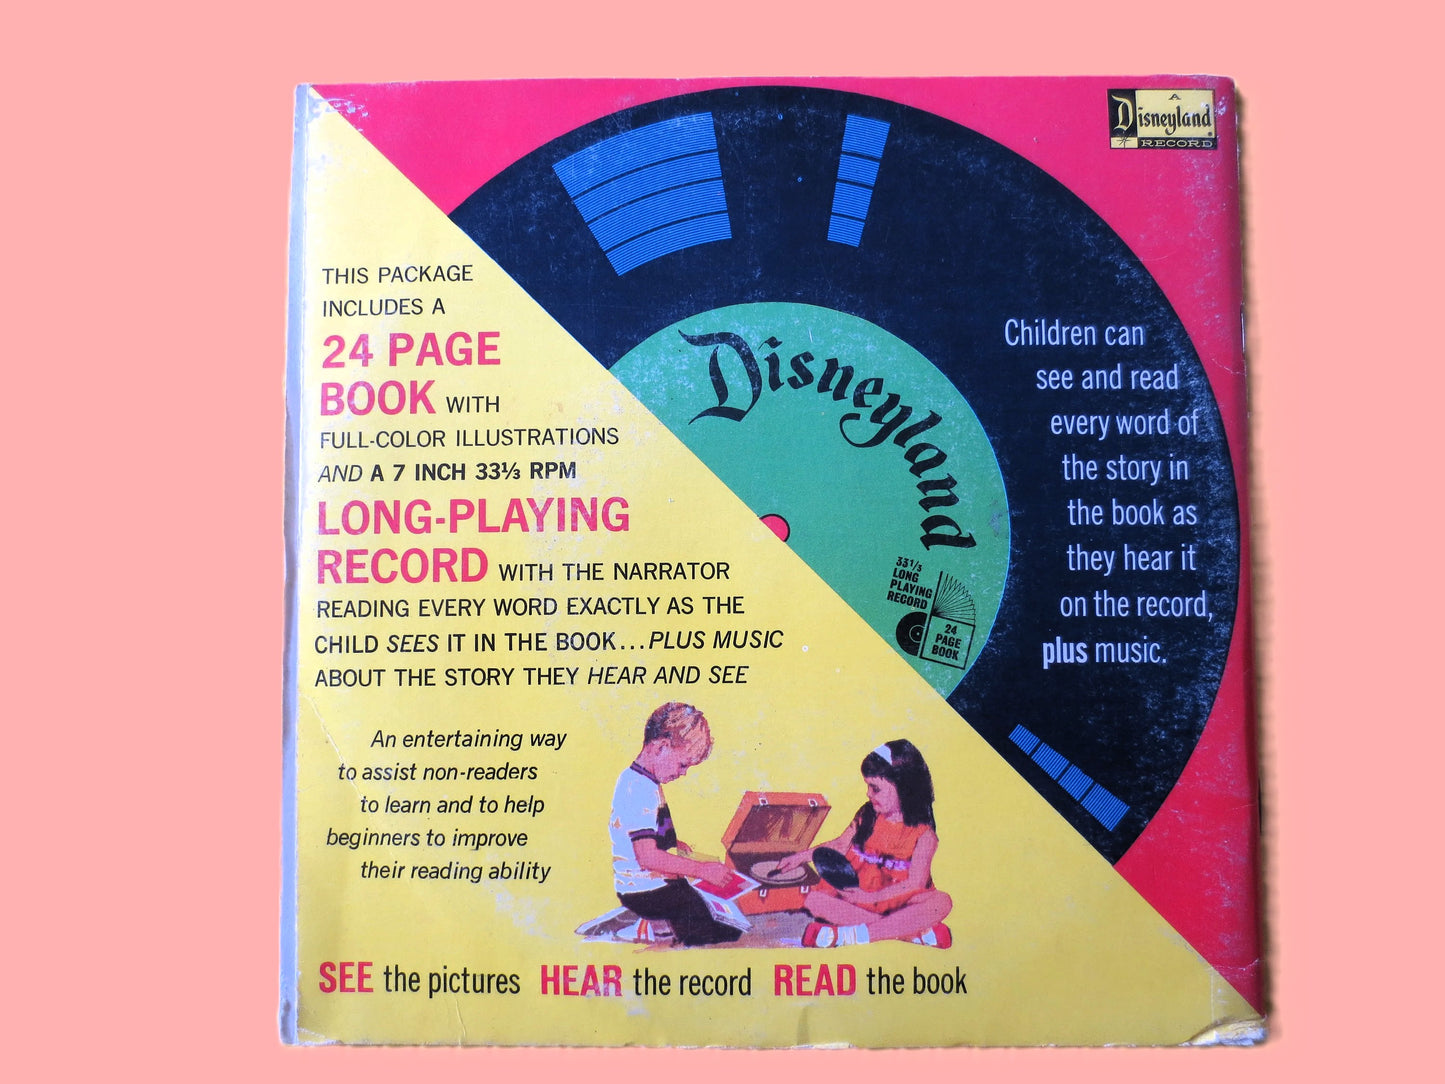 A
Disneyland
RECORD
THIS PACKAGE
INCLUDES A
24 PAGE
BOOK WITH
FULL-COLOR ILLUSTRATIONS
AND A 7 INCH 33⅓ RPM
LONG-PLAYING
RECORD WITH THE NARRATOR
READING EVERY WORD EXACTLY AS THE
CHILD SEES IT IN THE BOOK...PLUS MUSIC
ABOUT THE STORY THEY HEAR AND SEE
Disneyland
33 1/3
LONG
PLAYING
RECORD
24
PAGE
BOOK
Children can
see and read
every word of
the story in
the book as
they hear it
on the record,
plus music.
An entertaining way
to assist non-readers
to learn and to help
beginners to improve
their reading ability
SEE the pictures HEAR the record READ the book